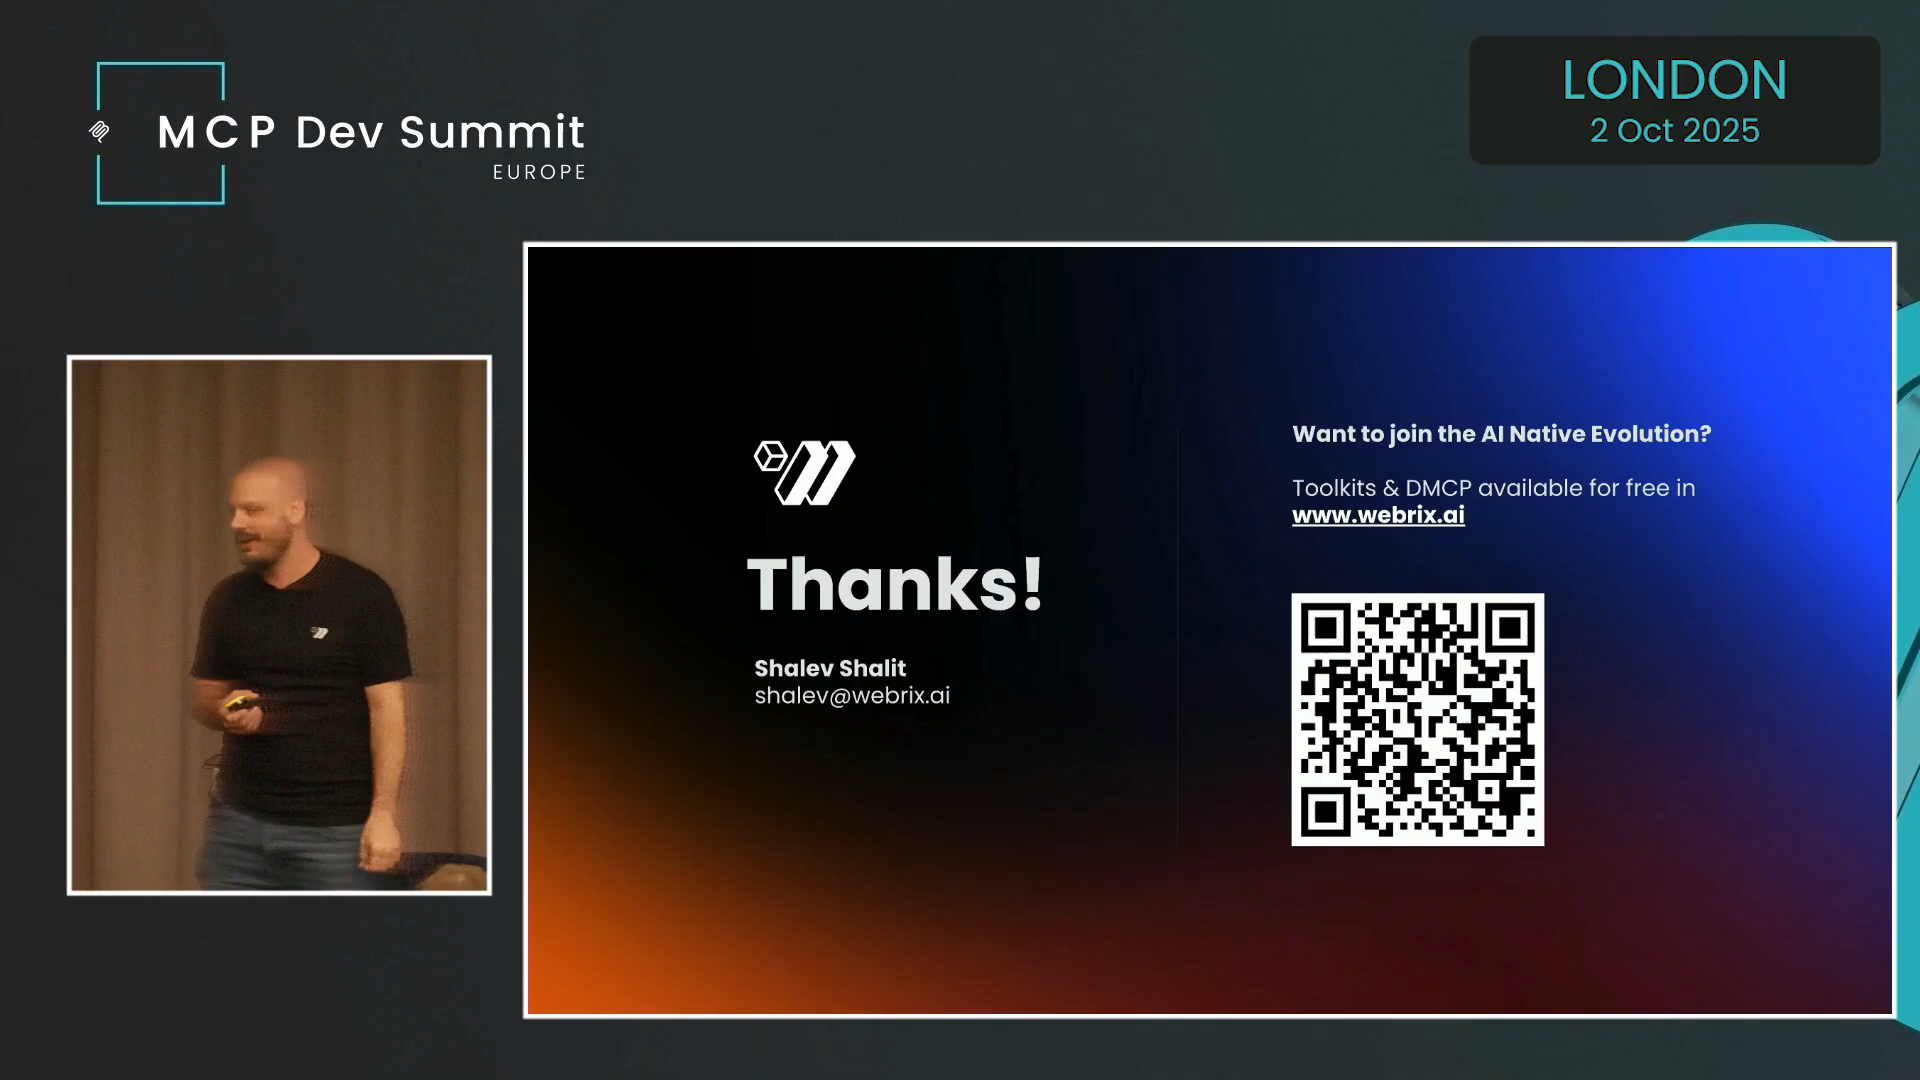 MCP Dev Summit
EUROPE
LONDON
2 Oct 2025
Thanks!
Shalev Shalit
shalev@webrix.ai
Want to join the AI Native Evolution?
Toolkits & DMCP available for free in
www.webrix.ai